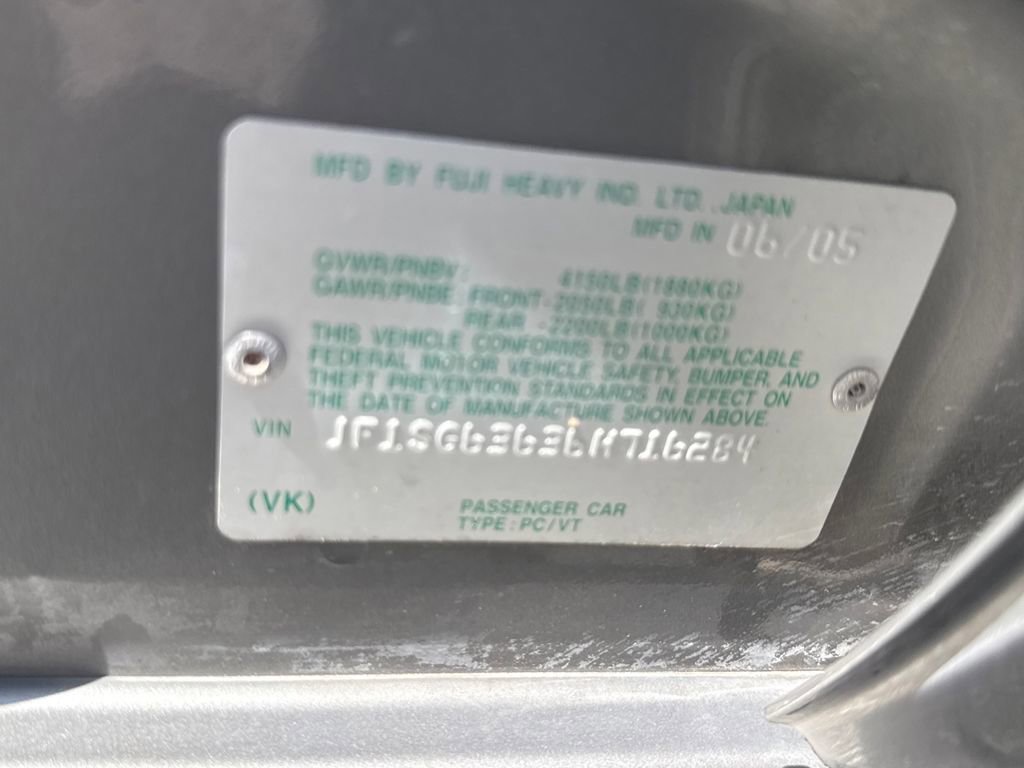 MFD BY FUJI HEAVY IND. LTD., JAPAN
MFD IN 06/05
GVWR/PNBV: 4150LB(1880KG)
GAWR/PNBE FRONT-2050LB( 930KG)
REAR -2200LB(1000KG)
THIS VEHICLE CONFORMS TO ALL APPLICABLE
FEDERAL MOTOR VEHICLE SAFETY, BUMPER, AND
THEFT PREVENTION STANDARDS IN EFFECT ON
THE DATE OF MANUFACTURE SHOWN ABOVE.
VIN JF1SG63636H716284
(VK) PASSENGER CAR
TYPE:PC/VT